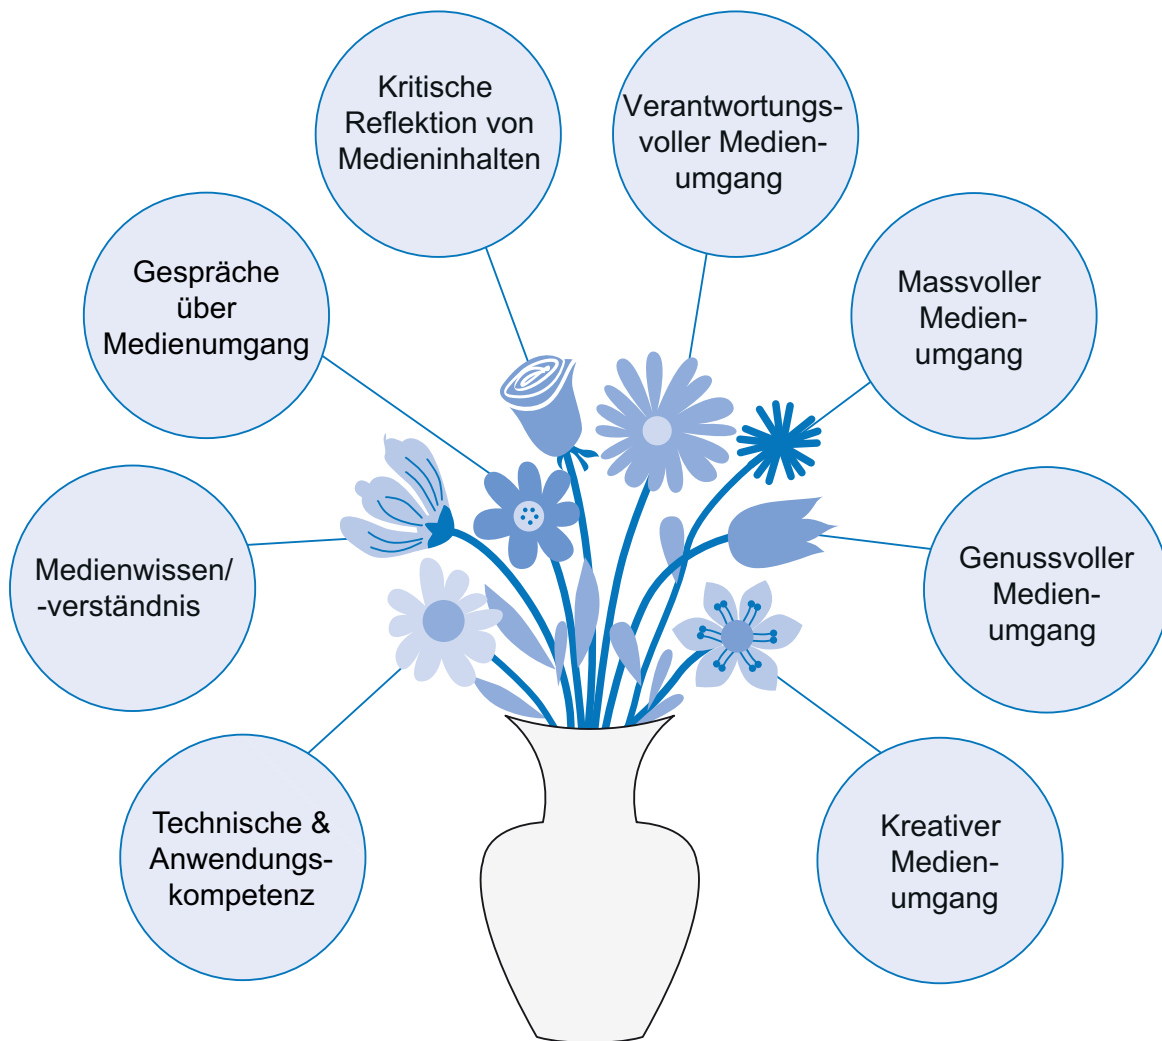 Kritische
Reflektion von
Medieninhalten
Verantwortungs-
voller Medien-
umgang
Gespräche
über
Medienumgang
Massvoller
Medien-
umgang
Medienwissen/
-verständnis
Genussvoller
Medien-
umgang
Technische &
Anwendungs-
kompetenz
Kreativer
Medien-
umgang